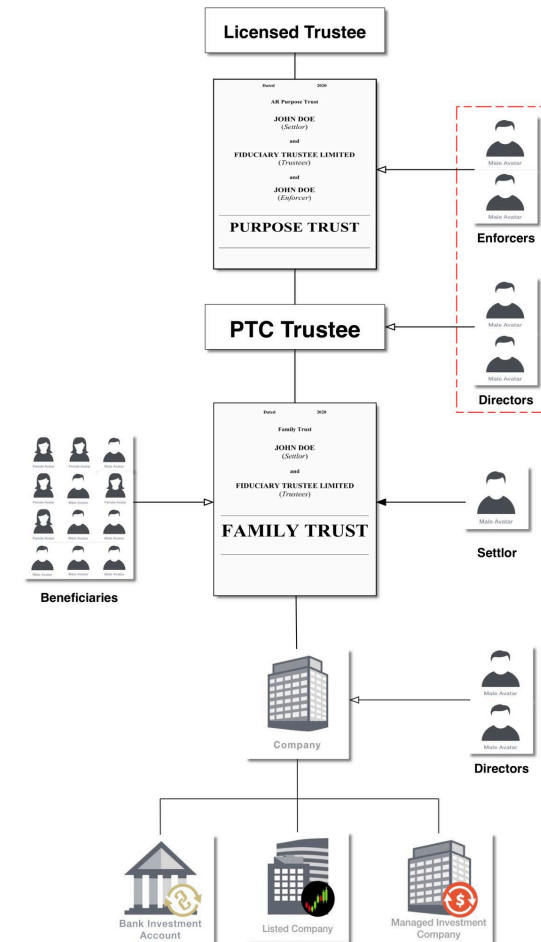 Licensed Trustee
Dated 2020
AR Purpose Trust
JOHN DOE
(Settlor)
and
FIDUCIARY TRUSTEE LIMITED
(Trustees)
and
JOHN DOE
(Enforcer)
PURPOSE TRUST
Male Avatar
Male Avatar
Enforcers
PTC Trustee
Male Avatar
Male Avatar
Directors
Dated 2020
Family Trust
JOHN DOE
(Settlor)
and
FIDUCIARY TRUSTEE LIMITED
(Trustees)
FAMILY TRUST
Female Avatar Female Avatar Male Avatar
Female Avatar Male Avatar Female Avatar
Female Avatar Male Avatar Male Avatar
Male Avatar Male Avatar Male Avatar
Beneficiaries
Male Avatar
Settlor
Company
Male Avatar
Male Avatar
Directors
Bank Investment
Account
Listed Company
Managed Investment
Company